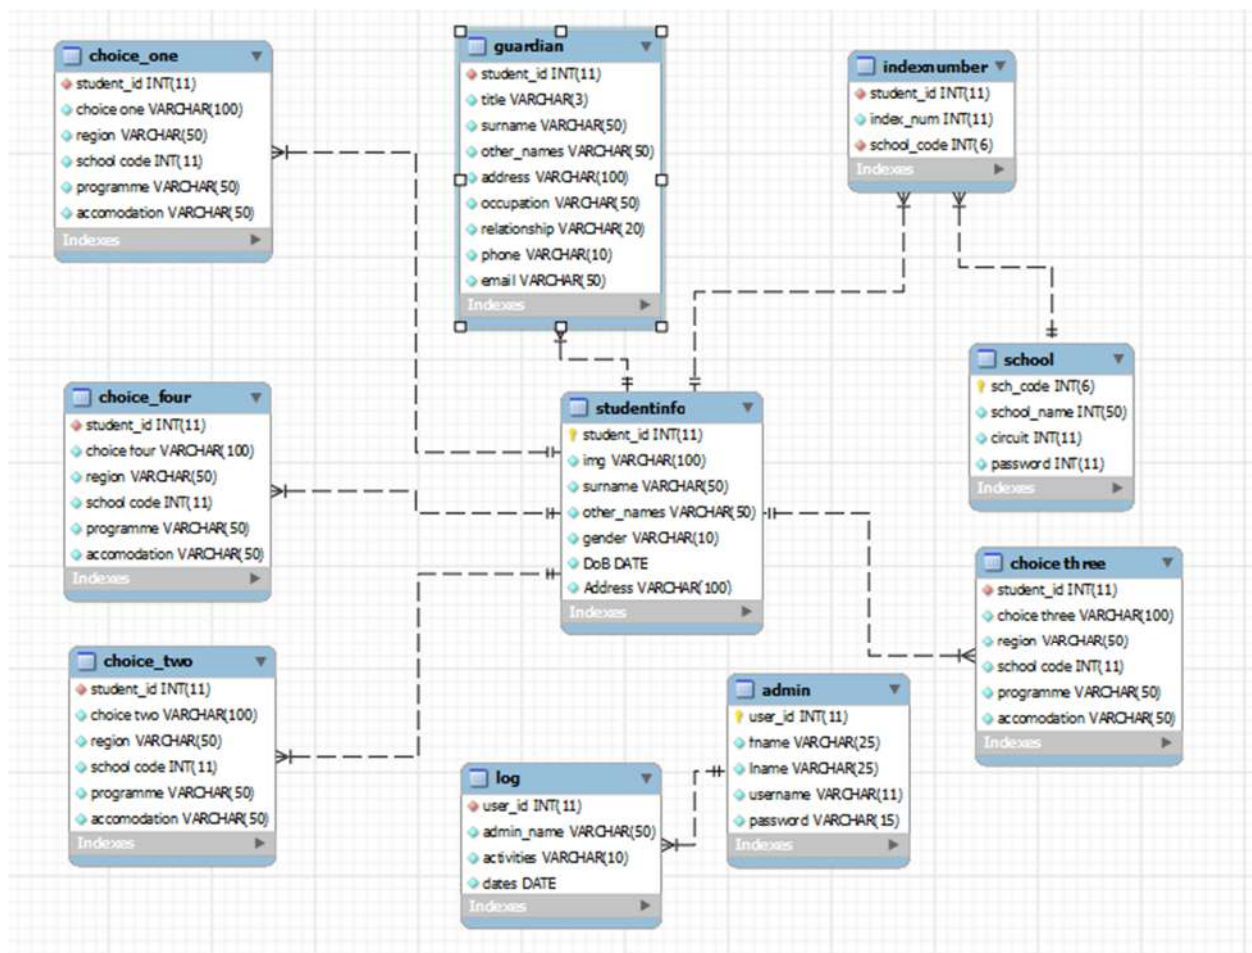 choice_one
student_id INT(11)
choice one VARCHAR(100)
region VARCHAR(50)
school code INT(11)
programme VARCHAR(50)
accomodation VARCHAR(50)
Indexes
guardian
student_id INT(11)
title VARCHAR(3)
surname VARCHAR(50)
other_names VARCHAR(50)
address VARCHAR(100)
occupation VARCHAR(50)
relationship VARCHAR(20)
phone VARCHAR(10)
email VARCHAR(50)
Indexes
indexnumber
student_id INT(11)
index_num INT(11)
school_code INT(6)
Indexes
school
sch_code INT(6)
school_name INT(50)
circuit INT(11)
password INT(11)
Indexes
choice_four
student_id INT(11)
choice four VARCHAR(100)
region VARCHAR(50)
school code INT(11)
programme VARCHAR(50)
accomodation VARCHAR(50)
Indexes
studentinfo
student_id INT(11)
img VARCHAR(100)
surname VARCHAR(50)
other_names VARCHAR(50)
gender VARCHAR(10)
DoB DATE
Address VARCHAR(100)
Indexes
choice three
student_id INT(11)
choice three VARCHAR(100)
region VARCHAR(50)
school code INT(11)
programme VARCHAR(50)
accomodation VARCHAR(50)
Indexes
choice_two
student_id INT(11)
choice two VARCHAR(100)
region VARCHAR(50)
school code INT(11)
programme VARCHAR(50)
accomodation VARCHAR(50)
Indexes
log
user_id INT(11)
admin_name VARCHAR(50)
activities VARCHAR(10)
dates DATE
Indexes
admin
user_id INT(11)
fname VARCHAR(25)
lname VARCHAR(25)
username VARCHAR(11)
password VARCHAR(15)
Indexes